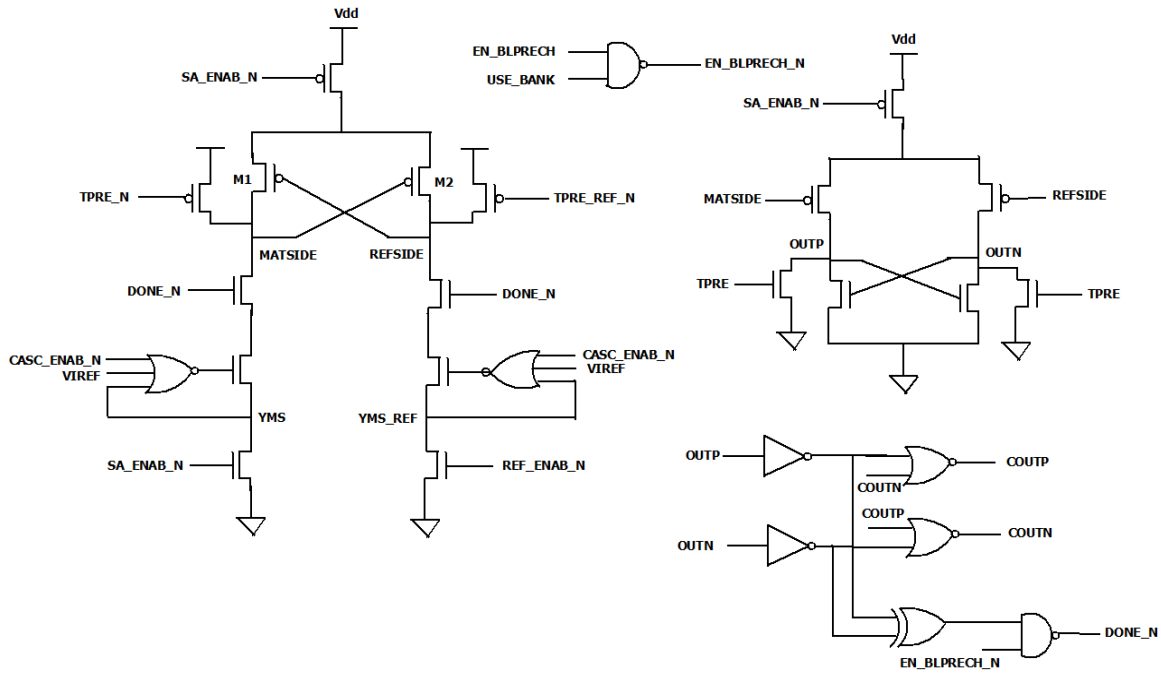 Vdd
SA_ENAB_N
EN_BLPRECH
USE_BANK
EN_BLPRECH_N
Vdd
SA_ENAB_N
TPRE_N
M1
M2
TPRE_REF_N
MATSIDE
REFSIDE
MATSIDE
REFSIDE
OUTP
OUTN
TPRE
TPRE
DONE_N
DONE_N
CASC_ENAB_N
VIREF
CASC_ENAB_N
VIREF
YMS
YMS_REF
SA_ENAB_N
REF_ENAB_N
OUTP
COUTN
COUTP
COUTP
OUTN
COUTN
EN_BLPRECH_N
DONE_N